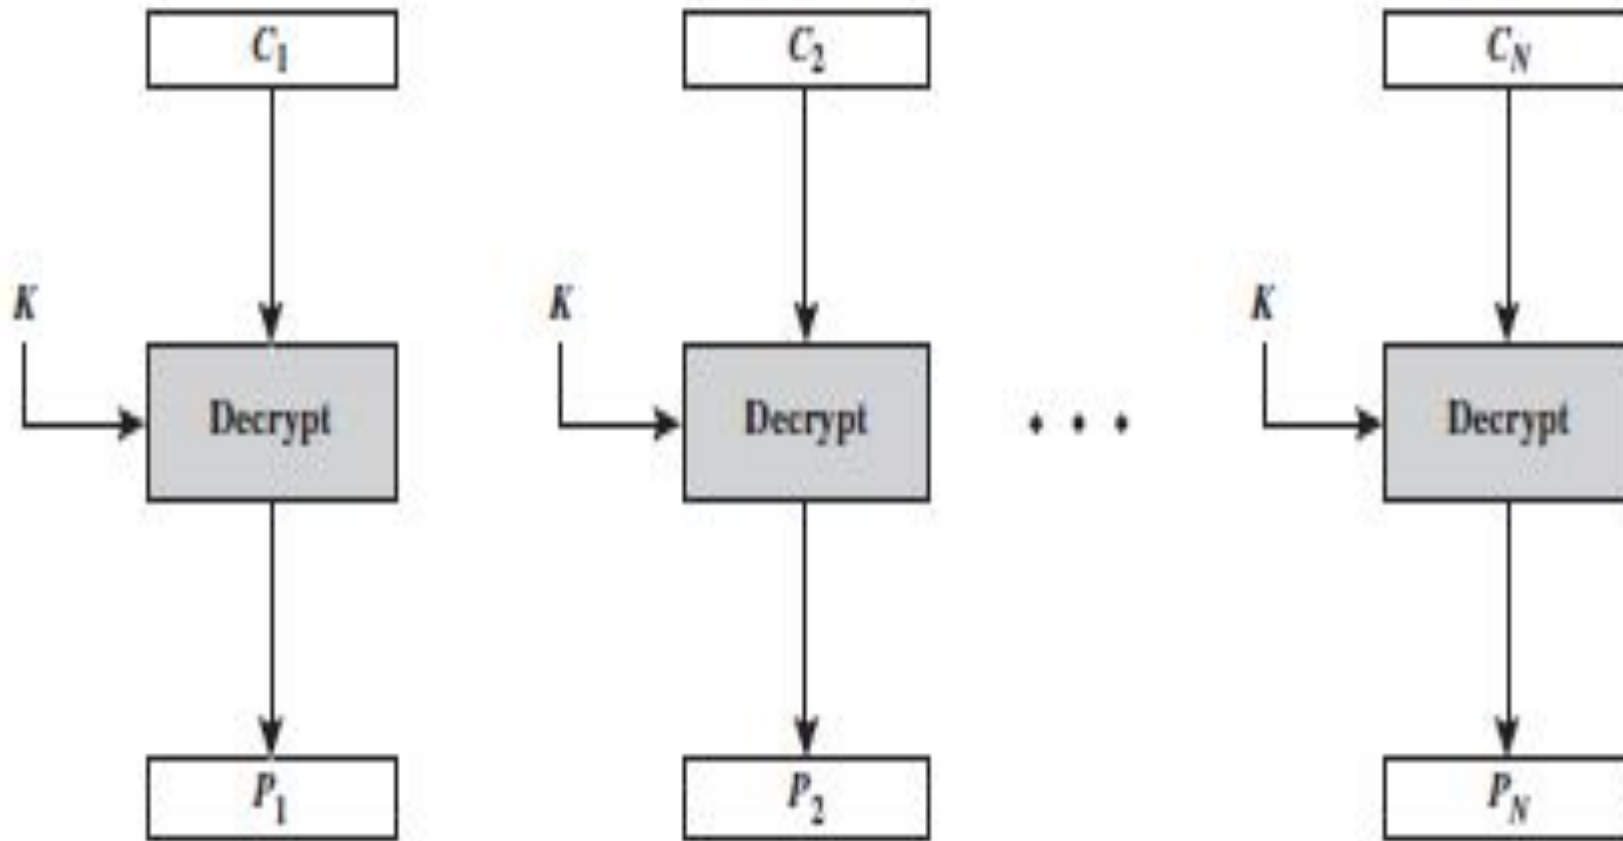 C1 C2 CN
K K K
Decrypt Decrypt • • • Decrypt
P1 P2 PN